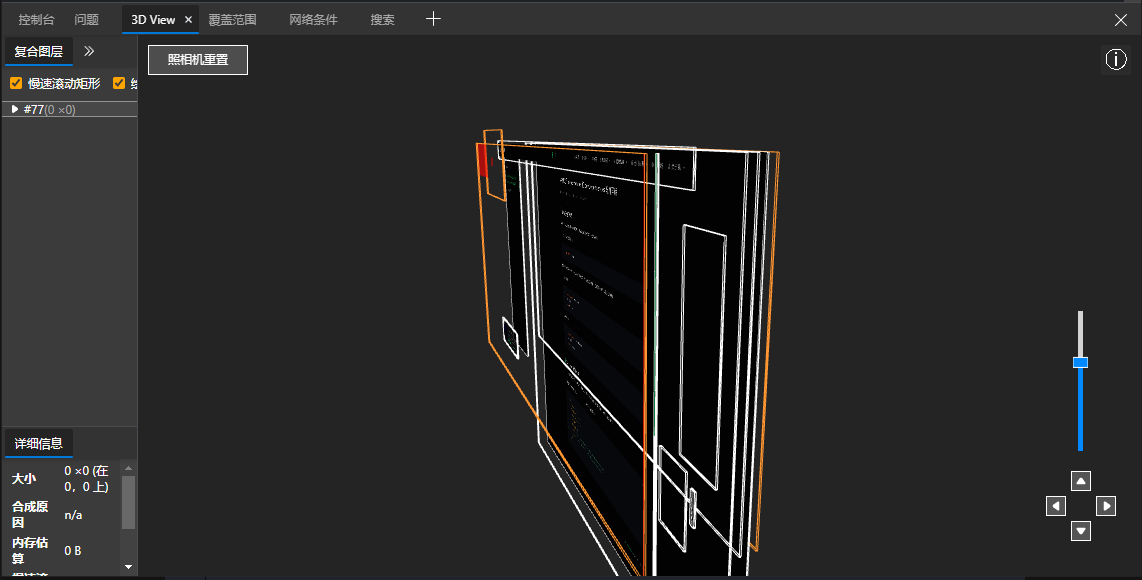 控制台 问题 3D View × 覆盖范围 网络条件 搜索
复合图层
照相机重置
慢速滚动矩形
#77(0 ×0)
详细信息
大小 0 ×0 (在 0，0 上)
合成原因 n/a
内存估算 0 B